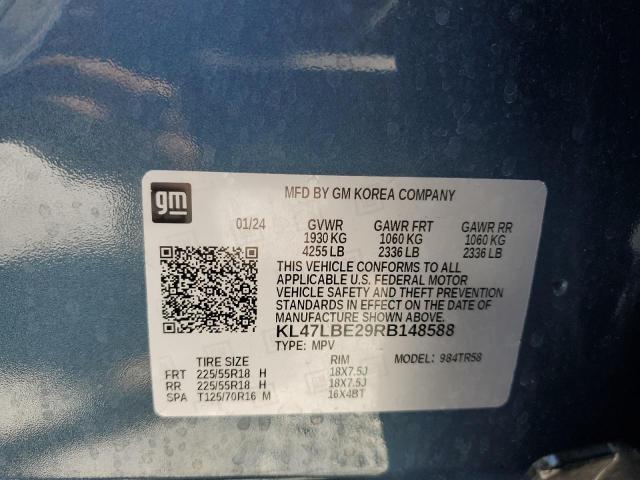 gm
MFD BY GM KOREA COMPANY
01/24 GVWR GAWR FRT GAWR RR
1930 KG 1060 KG 1060 KG
4255 LB 2336 LB 2336 LB
THIS VEHICLE CONFORMS TO ALL
APPLICABLE U.S. FEDERAL MOTOR
VEHICLE SAFETY AND THEFT PREVENTION
STANDARDS IN EFFECT ON THE DATE OF
MANUFACTURE SHOWN ABOVE.
KL47LBE29RB148588
TYPE: MPV MODEL: 984TR58
TIRE SIZE RIM
FRT 225/55R18 H 18X7.5J
RR 225/55R18 H 18X7.5J
SPA T125/70R16 M 16X4BT